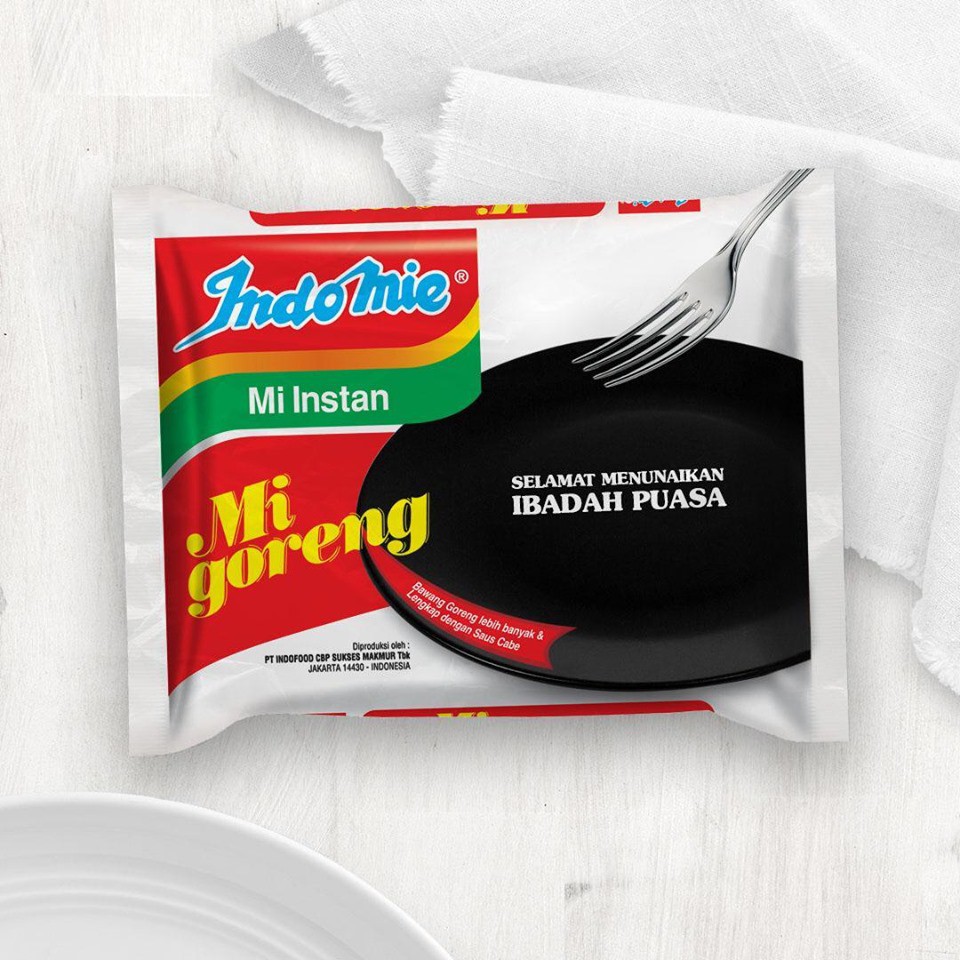 Indomie®
Mi Instan
Mi
goreng
SELAMAT MENUNAIKAN
IBADAH PUASA
Bawang Goreng lebih banyak &
Lengkap dengan Saus Cabe
Diproduksi oleh :
PT INDOFOOD CBP SUKSES MAKMUR Tbk
JAKARTA 14430 - INDONESIA
Mi